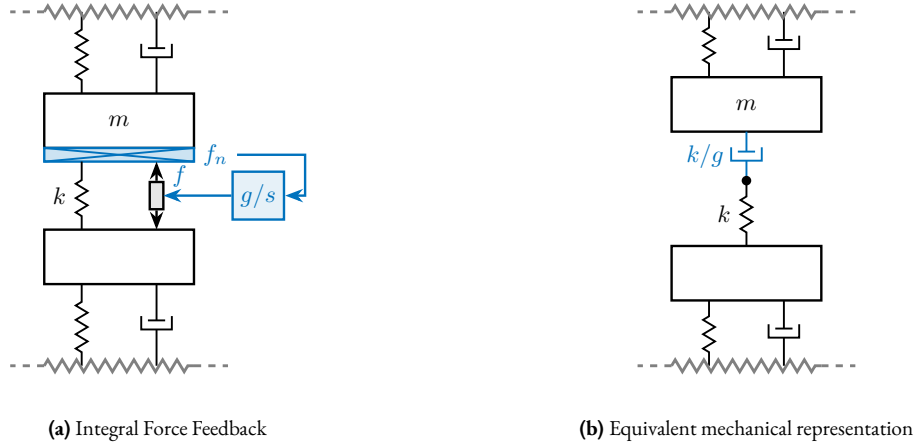 m
f_n
f
k
g/s
m
k/g
k
(a) Integral Force Feedback
(b) Equivalent mechanical representation